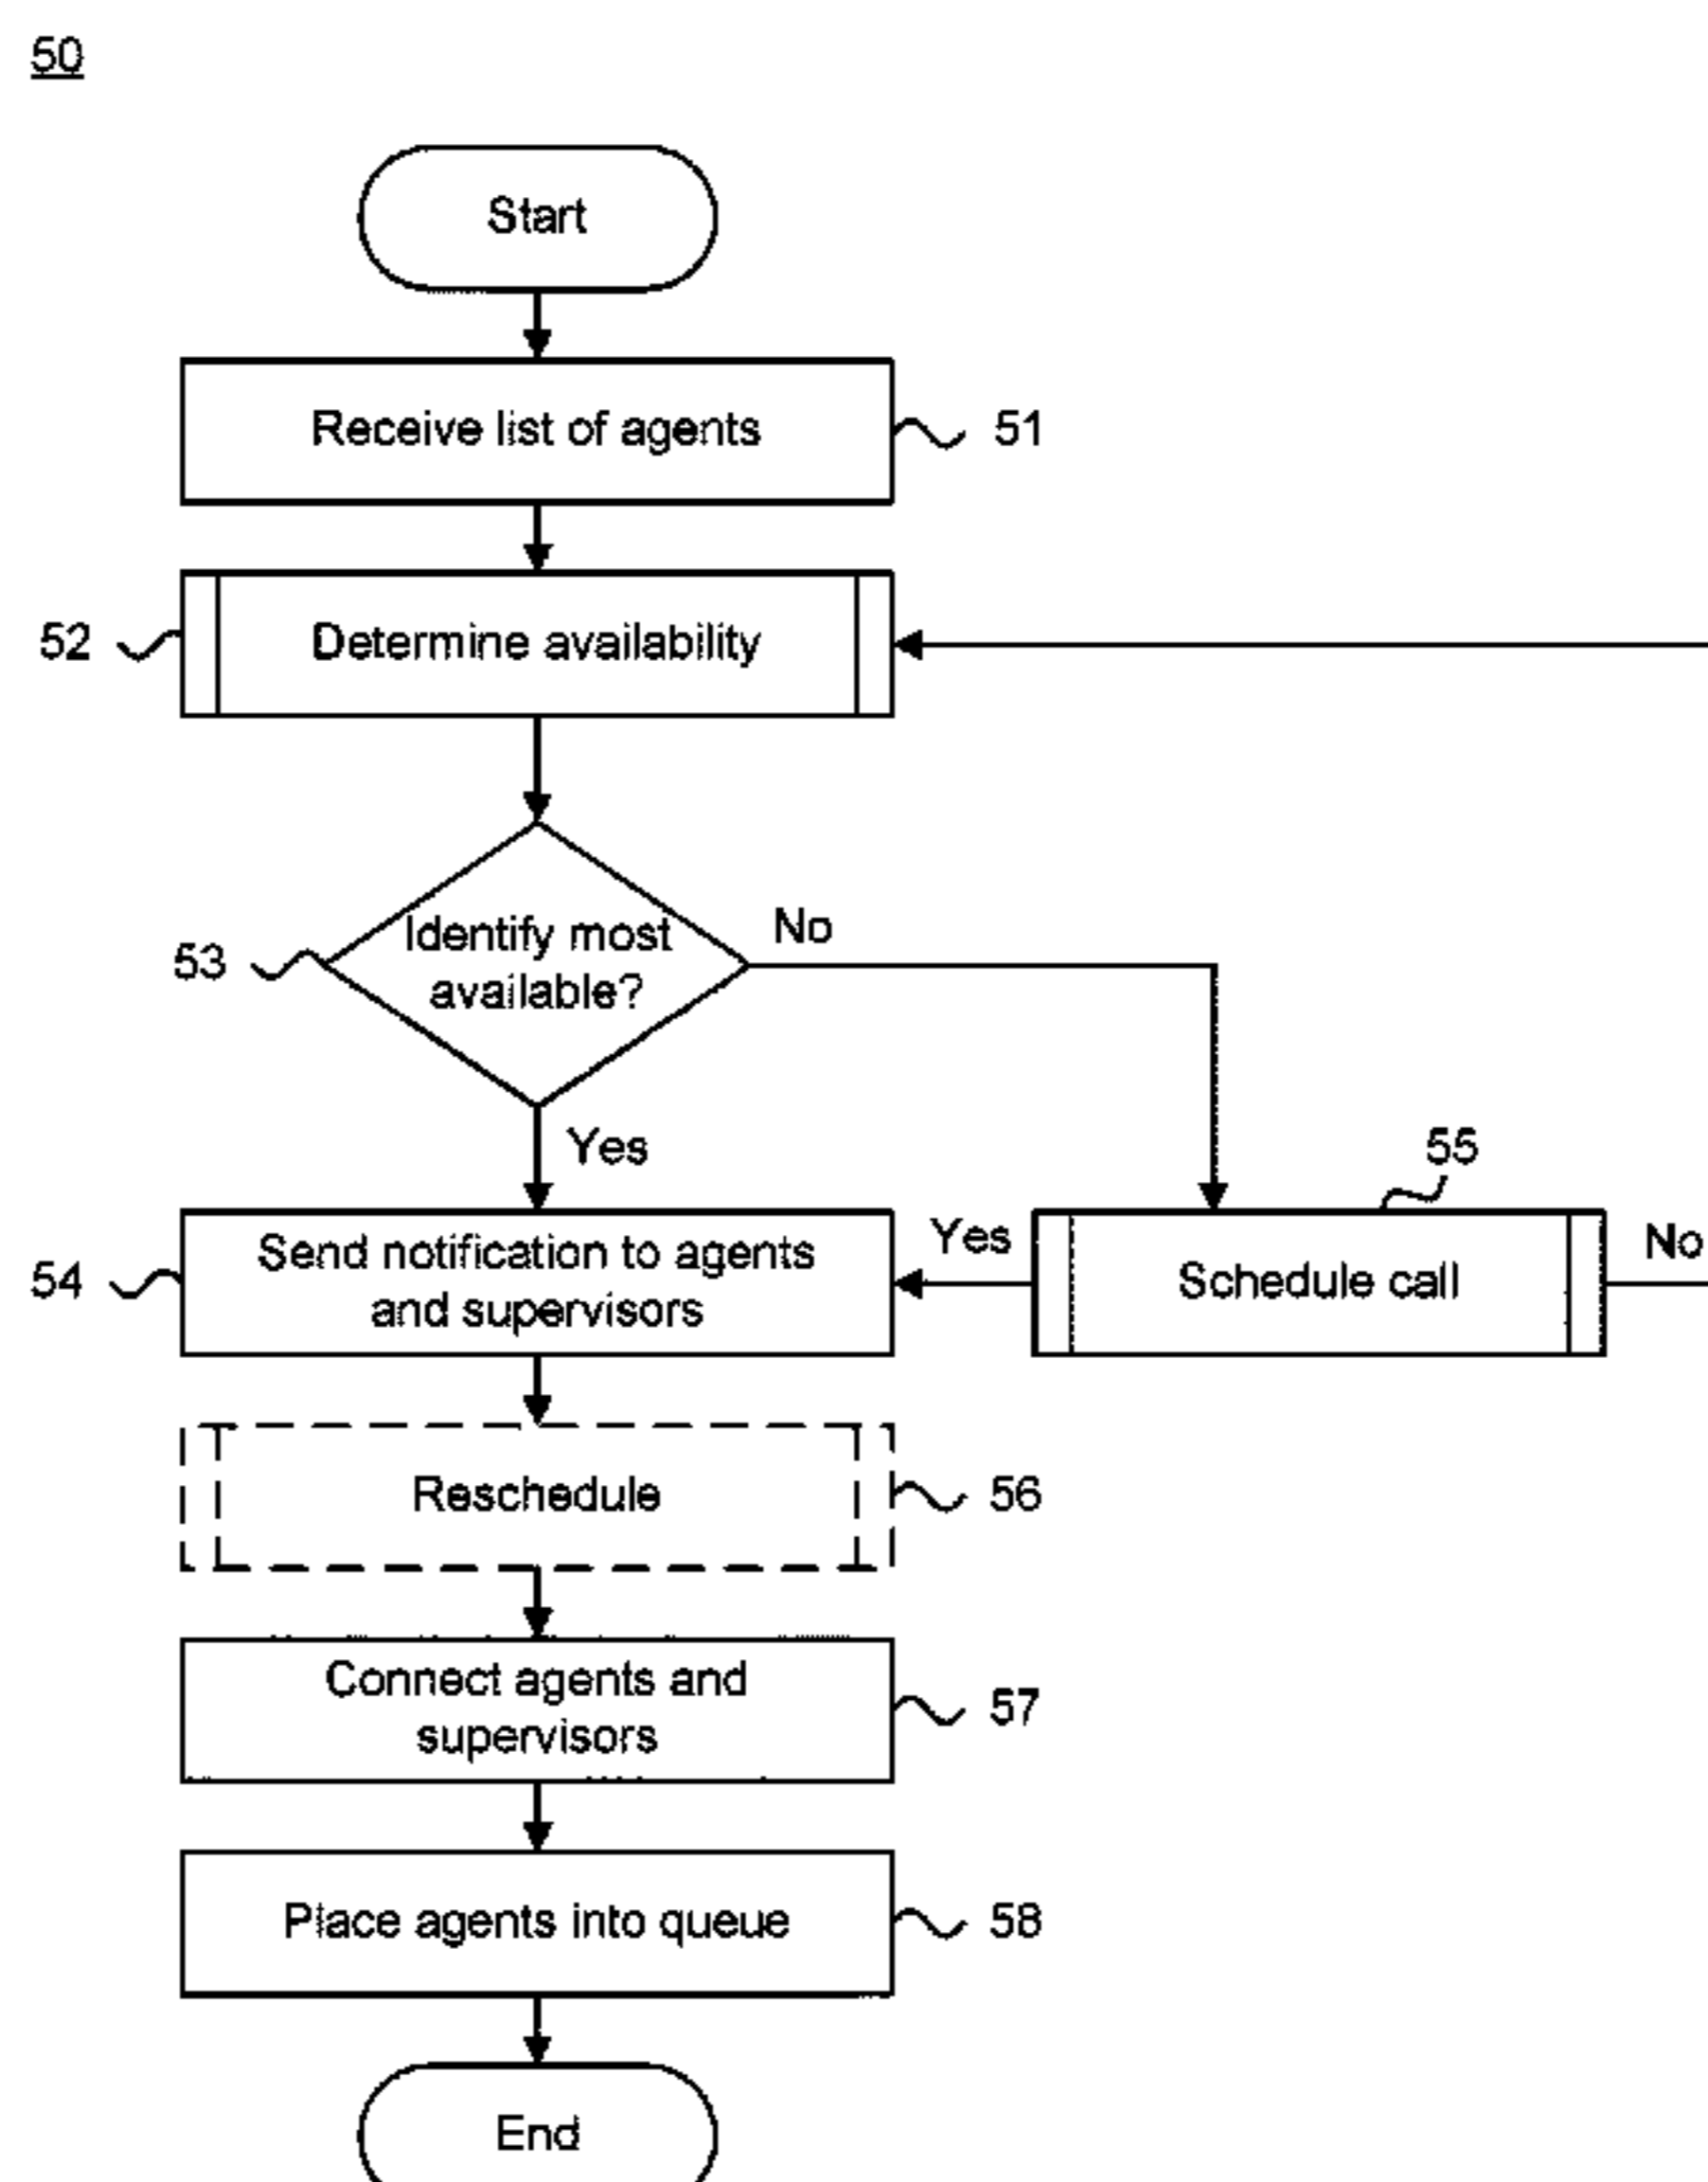 50
Start
Receive list of agents
51
52
Determine availability
53
Identify most
available?
No
Yes
54
Send notification to agents
and supervisors
Yes
55
Schedule call
No
Reschedule
56
Connect agents and
supervisors
57
Place agents into queue
58
End